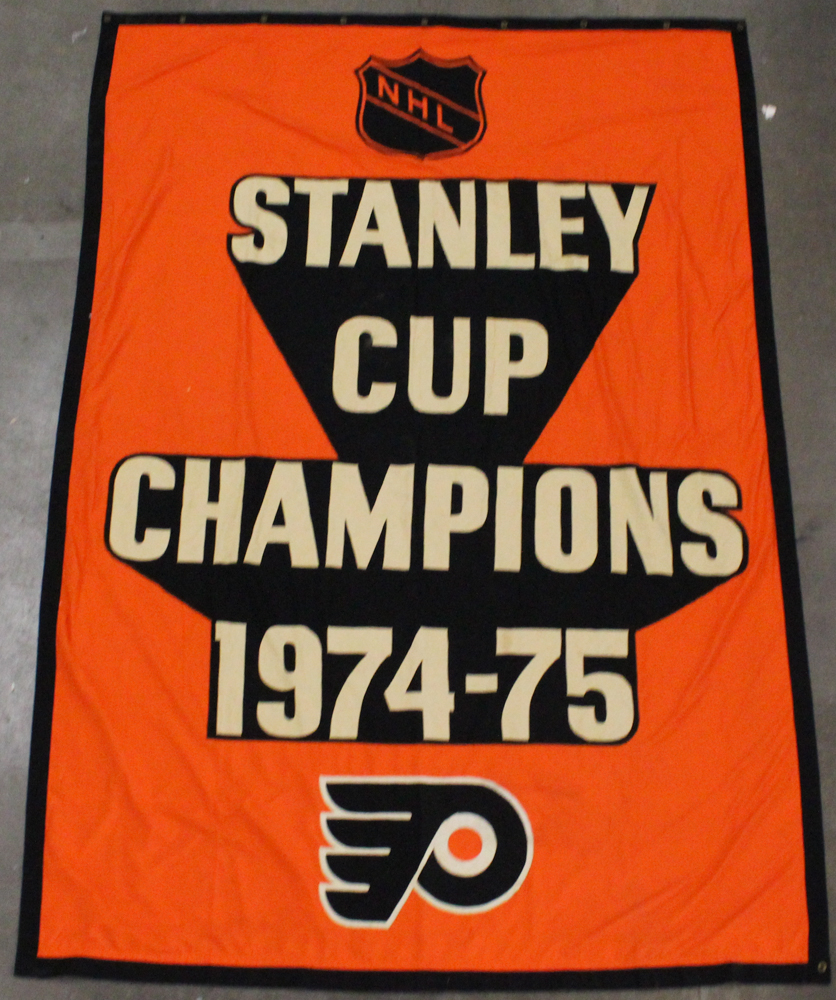 NHL
STANLEY
CUP
CHAMPIONS
1974-75